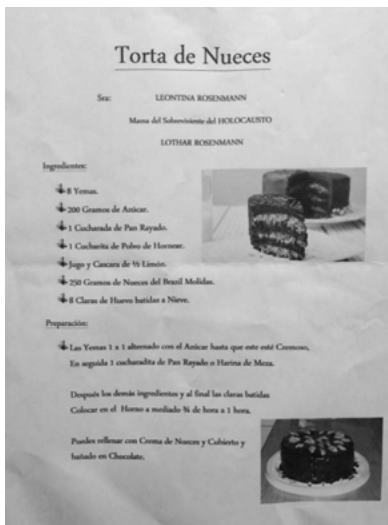 Torta de Nueces
Sra: LEONTINA ROSENMANN
Mama del Sobreviviente del HOLOCAUSTO
LOTHAR ROSENMANN
Ingredientes:
8 Yemas.
200 Gramos de Azúcar.
1 Cucharada de Pan Rayado.
1 Cucharita de Polvo de Hornear.
Jugo y Cascara de ½ Limón.
250 Gramos de Nueces del Brazil Molidas.
8 Claras de Huevo batidas a Nieve.
Preparación:
Las Yemas 1 x 1 alternado con el Azúcar hasta que este esté Cremoso,
En seguida 1 cucharadita de Pan Rayado o Harina de Meza.
Después los demás ingredientes y al final las claras batidas
Colocar en el Horno a mediado ¾ de hora a 1 hora.
Puedes rellenar con Crema de Nueces y Cubierto y
bañado en Chocolate.